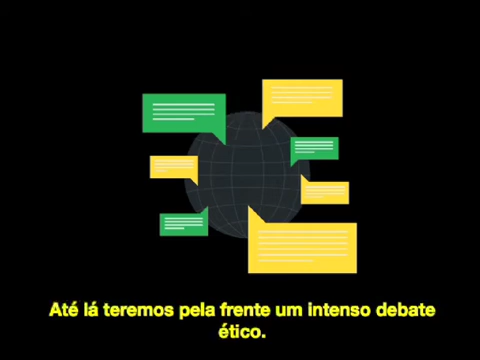 Até lá teremos pela frente um intenso debate
ético.